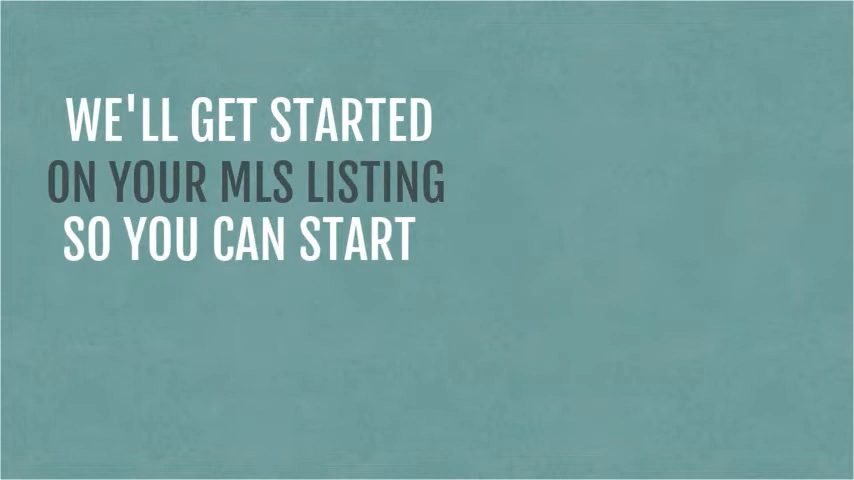 WE'LL GET STARTED
ON YOUR MLS LISTING
SO YOU CAN START